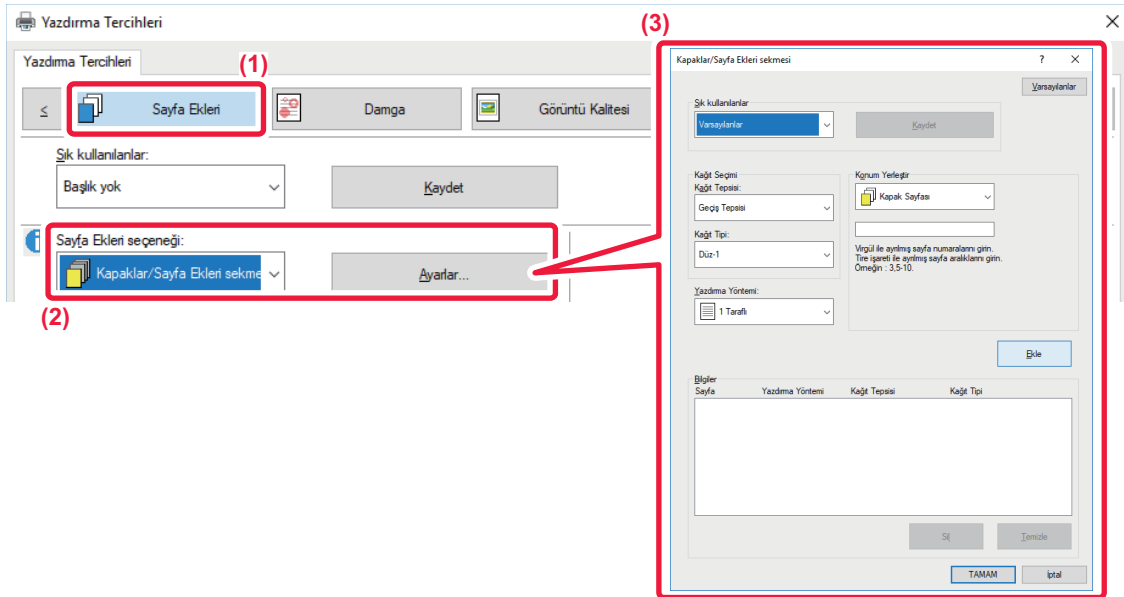 Yazdırma Tercihleri
Yazdırma Tercihleri
(1)
<
Sayfa Ekleri
Damga
Görüntü Kalitesi
Sık kullanılanlar:
Başlık yok
Kaydet
Sayfa Ekleri seçeneği:
Kapaklar/Sayfa Ekleri sekme
Ayarlar...
(2)
(3)
Kapaklar/Sayfa Ekleri sekmesi
?
Varsayılanlar
Sık kullanılanlar
Varsayılanlar
Kaydet
Kağıt Seçimi
Kağıt Tepsisi:
Geçiş Tepsisi
Kağıt Tipi:
Düz-1
Yazdırma Yöntemi:
1 Taraflı
Konum Yerleştir
Kapak Sayfası
Virgül ile ayrılmış sayfa numaralarını girin.
Tire işareti ile ayrılmış sayfa aralıklarını girin.
Örneğin : 3,5-10.
Ekle
Bilgiler
Sayfa Yazdırma Yöntemi Kağıt Tepsisi Kağıt Tipi
Sil
Temizle
TAMAM
İptal